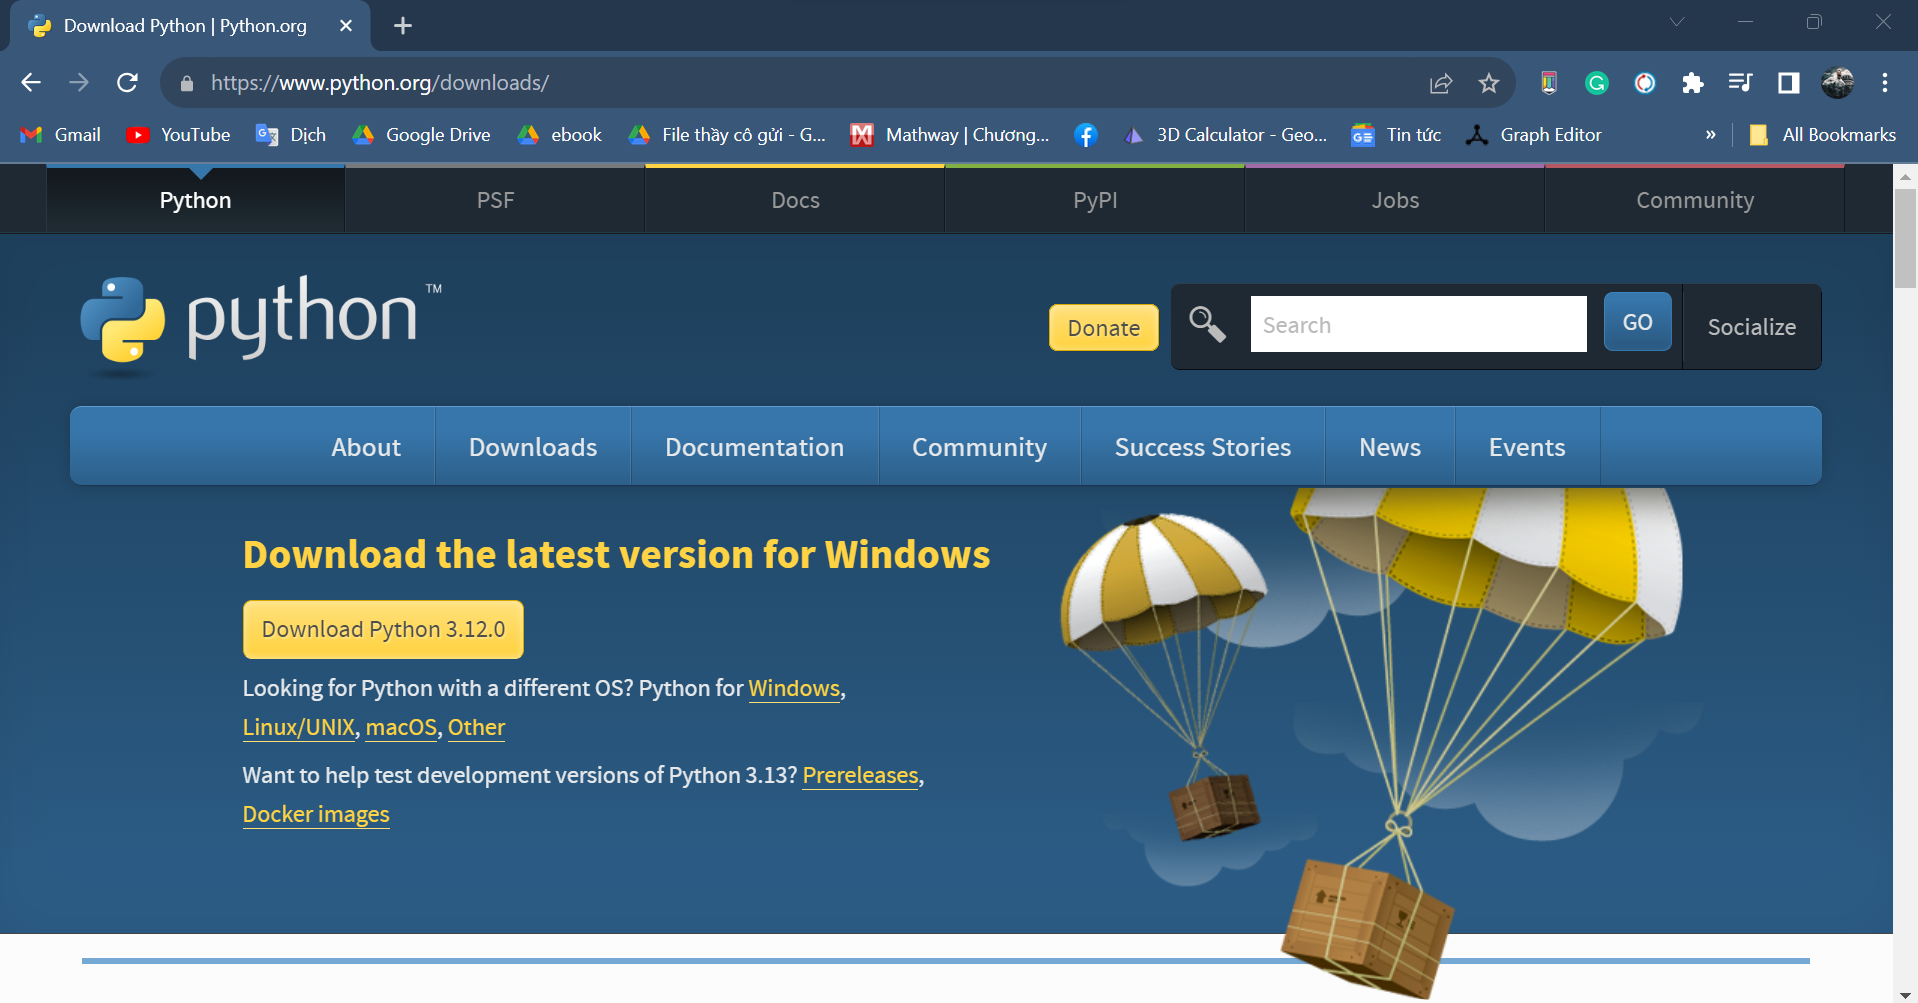 Download Python | Python.org
https://www.python.org/downloads/
Gmail YouTube Dịch Google Drive ebook File thầy cô gửi - G... Mathway | Chương... 3D Calculator - Geo... Tin tức Graph Editor » All Bookmarks
Python PSF Docs PyPI Jobs Community
python™
Donate Search GO Socialize
About Downloads Documentation Community Success Stories News Events
Download the latest version for Windows
Download Python 3.12.0
Looking for Python with a different OS? Python for Windows,
Linux/UNIX, macOS, Other
Want to help test development versions of Python 3.13? Prereleases,
Docker images